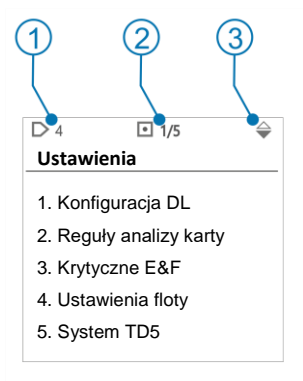 1 2 3
4 1/5
Ustawienia
1. Konfiguracja DL
2. Reguły analizy karty
3. Krytyczne E&F
4. Ustawienia floty
5. System TD5